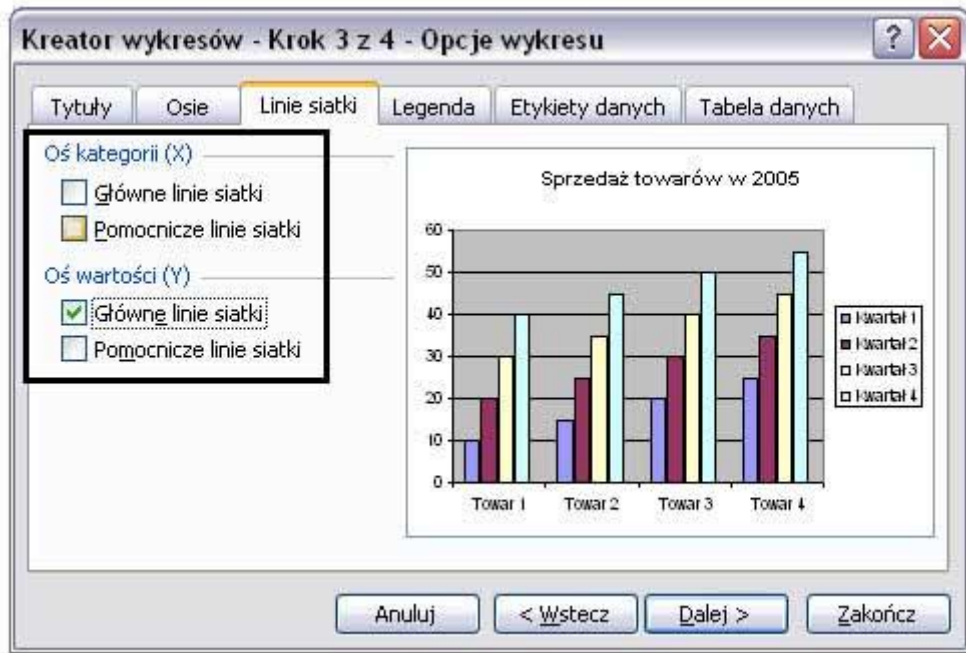 Kreator wykresów - Krok 3 z 4 - Opcje wykresu
Tytuły Osie Linie siatki Legenda Etykiety danych Tabela danych
Oś kategorii (X)
Główne linie siatki
Pomocnicze linie siatki
Oś wartości (Y)
Główne linie siatki
Pomocnicze linie siatki
Sprzedaż towarów w 2005
60
50
40
30
20
10
0
Towar 1 Towar 2 Towar 3 Towar 4
kwartał 1
kwartał 2
kwartał 3
kwartał 4
Anuluj < Wstecz Dalej > Zakończ